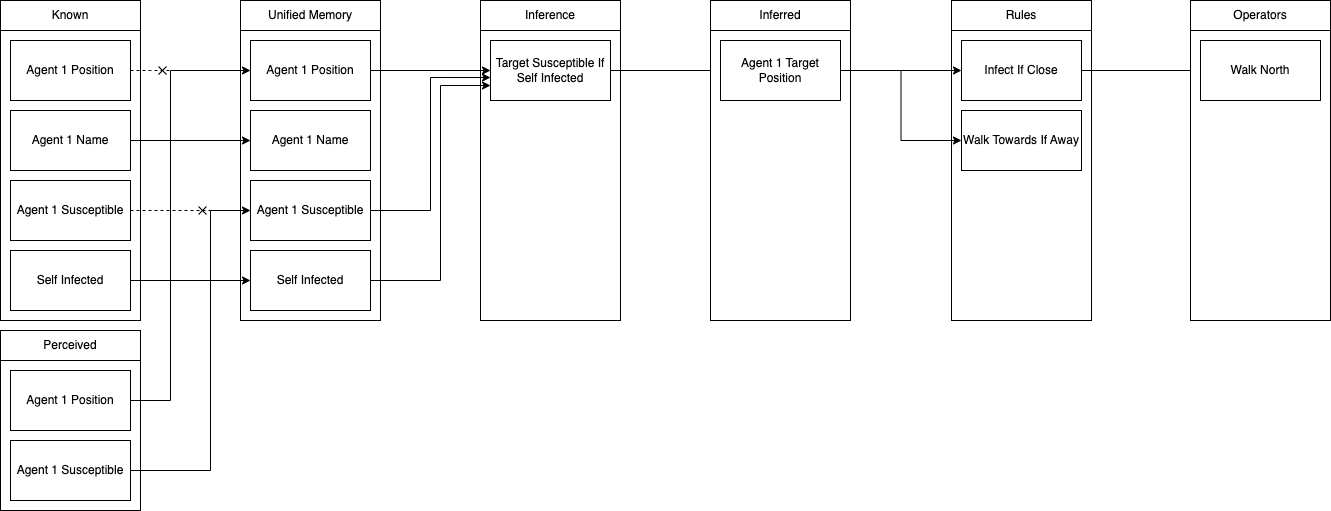 Known
Agent 1 Position
Agent 1 Name
Agent 1 Susceptible
Self Infected
Perceived
Agent 1 Position
Agent 1 Susceptible
Unified Memory
Agent 1 Position
Agent 1 Name
Agent 1 Susceptible
Self Infected
Inference
Target Susceptible If
Self Infected
Inferred
Agent 1 Target
Position
Rules
Infect If Close
Walk Towards If Away
Operators
Walk North